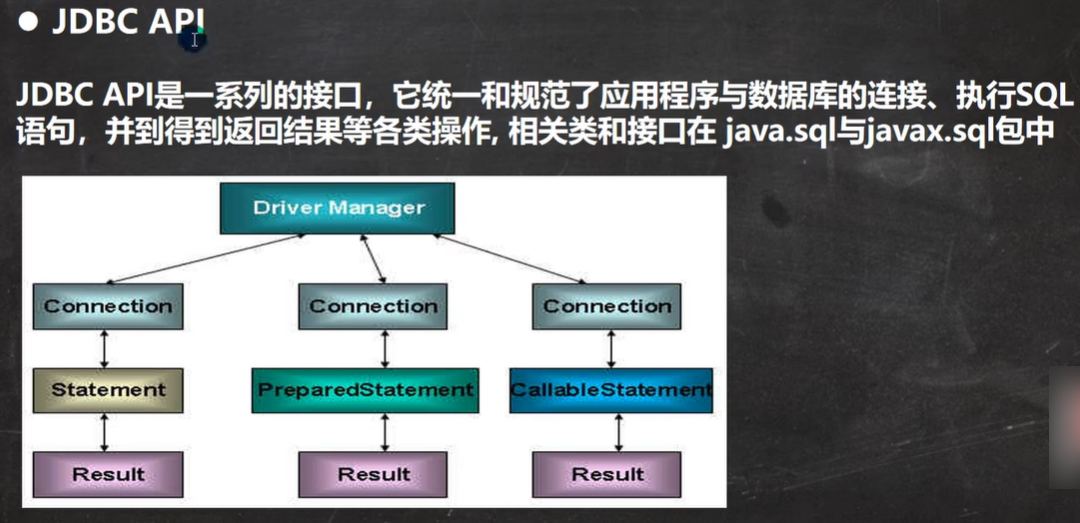 ● JDBC API
JDBC API是一系列的接口，它统一和规范了应用程序与数据库的连接、执行SQL
语句，并到得到返回结果等各类操作, 相关类和接口在 java.sql与javax.sql包中
Driver Manager
Connection Connection Connection
Statement PreparedStatement CallableStatement
Result Result Result